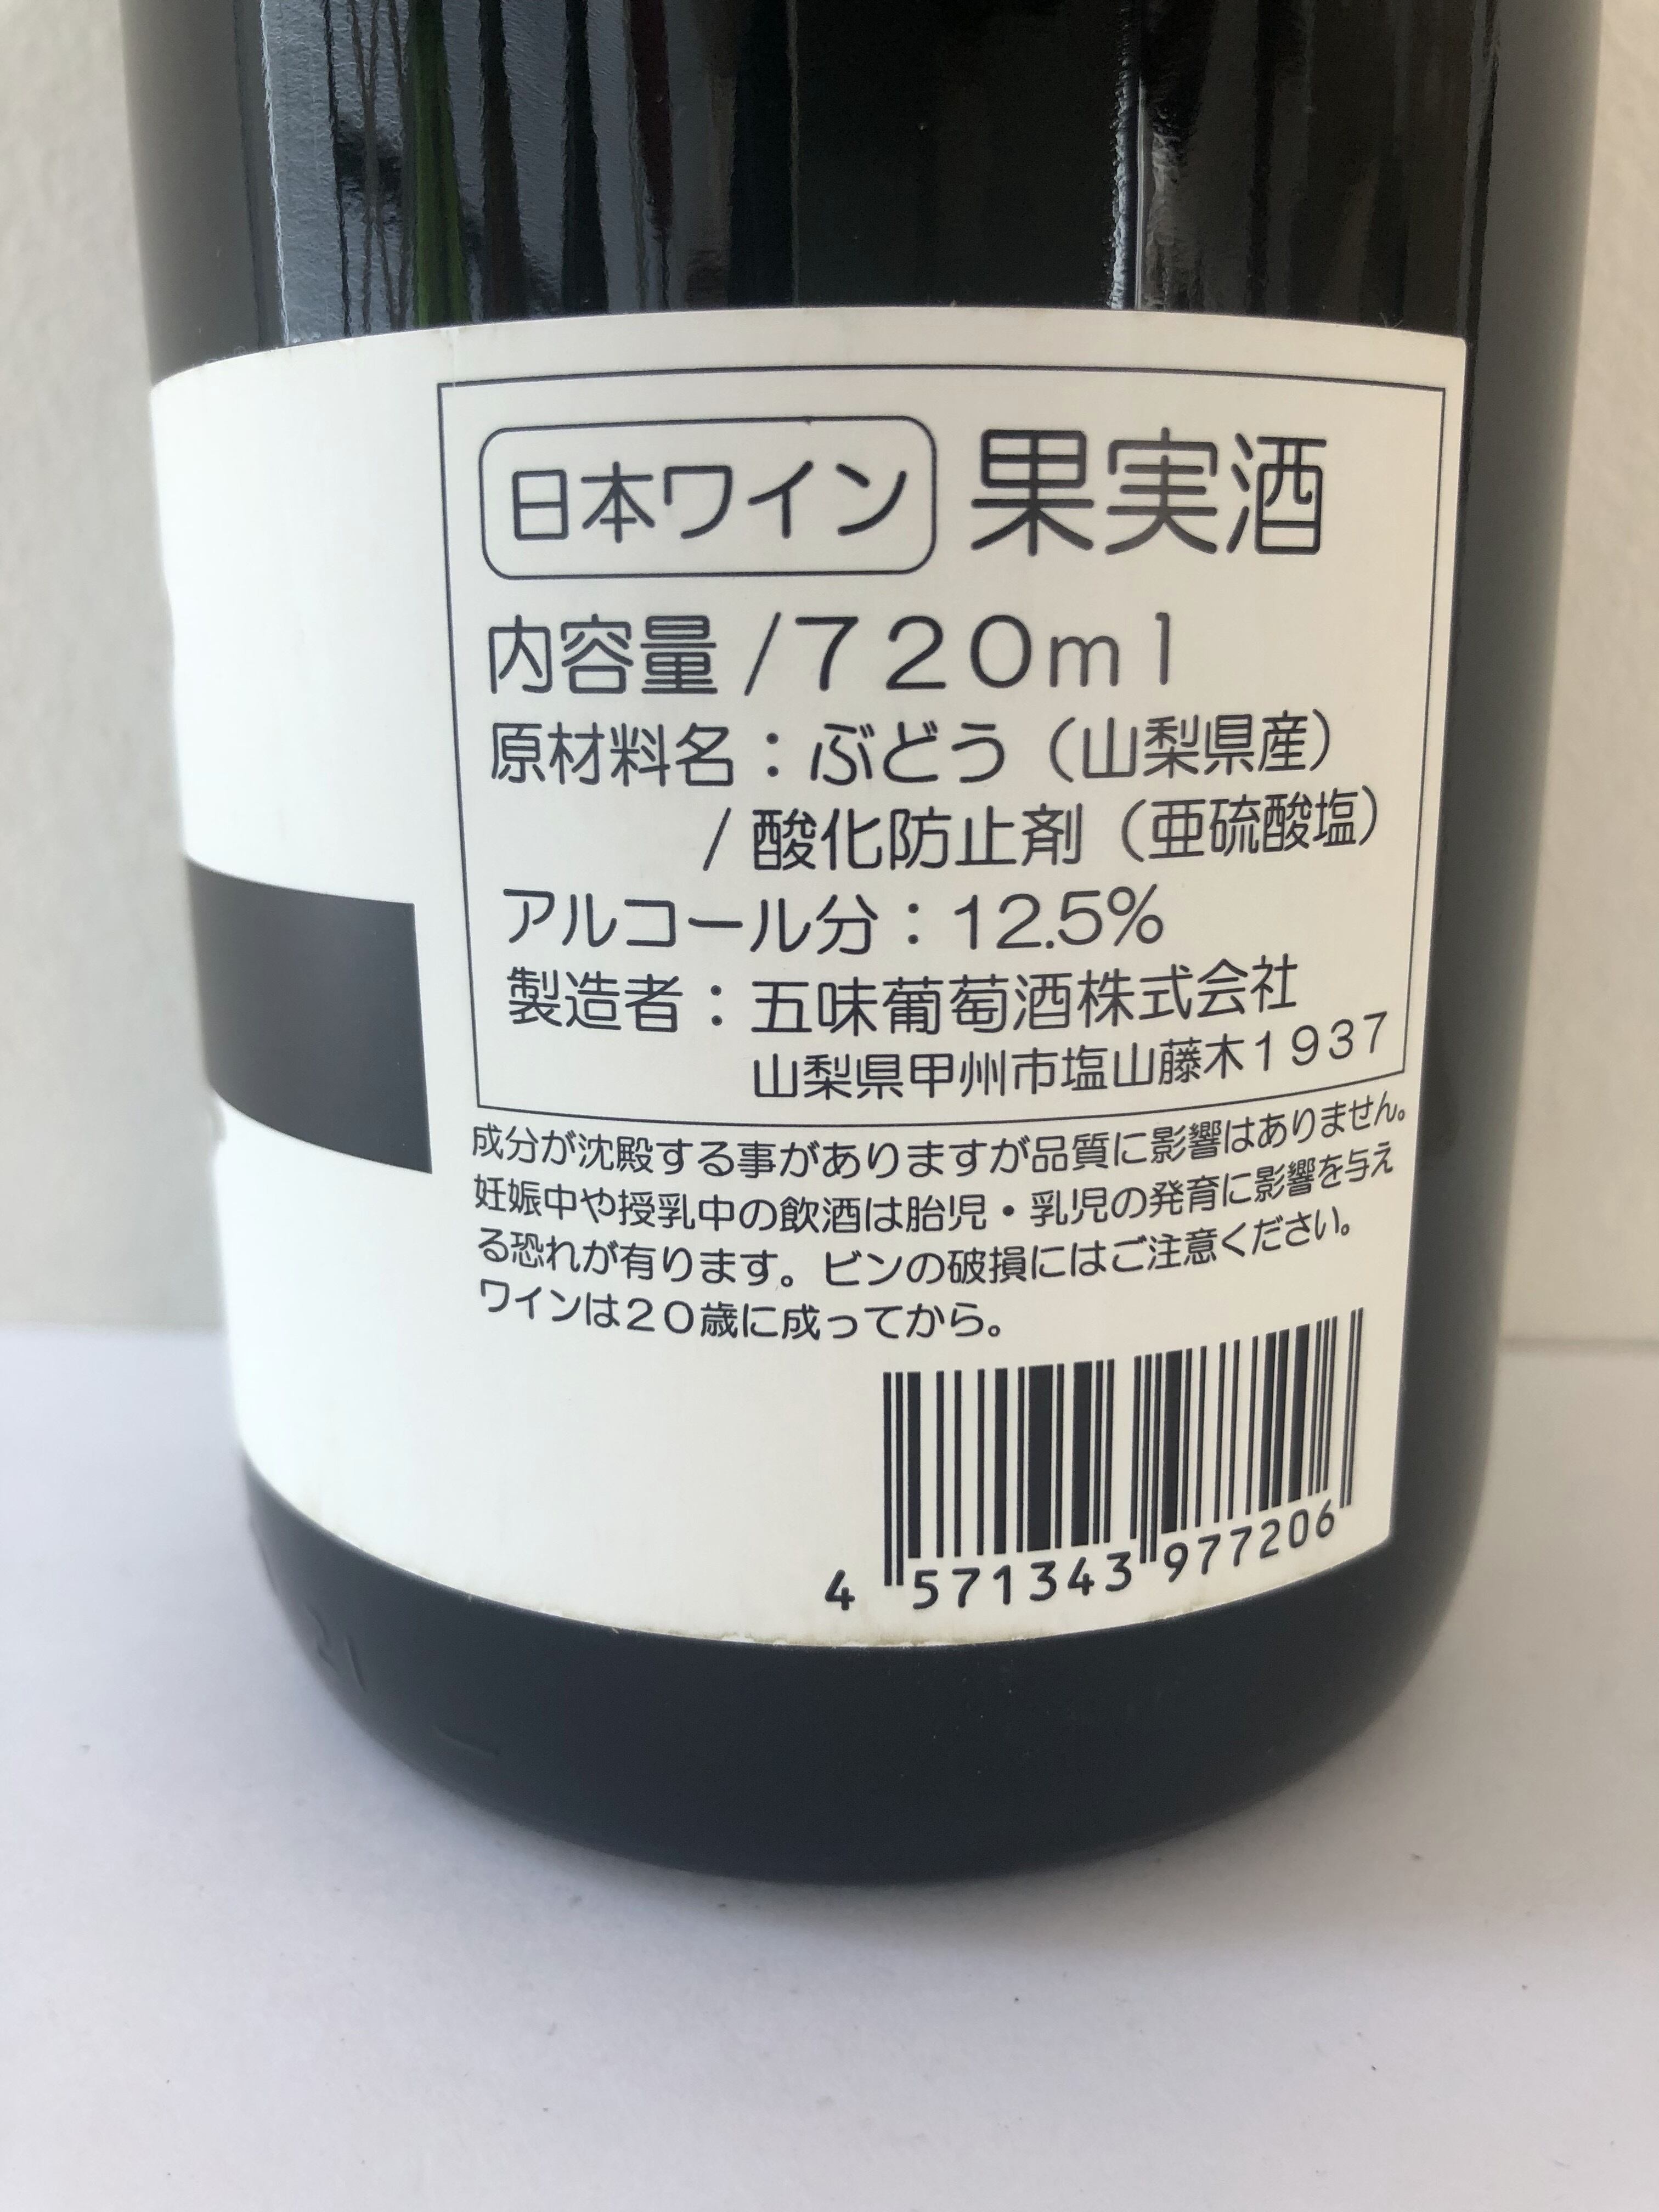 日本ワイン 果実酒
内容量/720ml
原材料名:ぶどう(山梨県産)
/酸化防止剤(亜硫酸塩)
アルコール分:12.5%
製造者:五味葡萄酒株式会社
山梨県甲州市塩山藤木1937
成分が沈殿する事がありますが品質に影響はありません。
妊娠中や授乳中の飲酒は胎児・乳児の発育に影響を与え
る恐れが有ります。ビンの破損にはご注意ください。
ワインは20歳に成ってから。
4 571343 977206
21